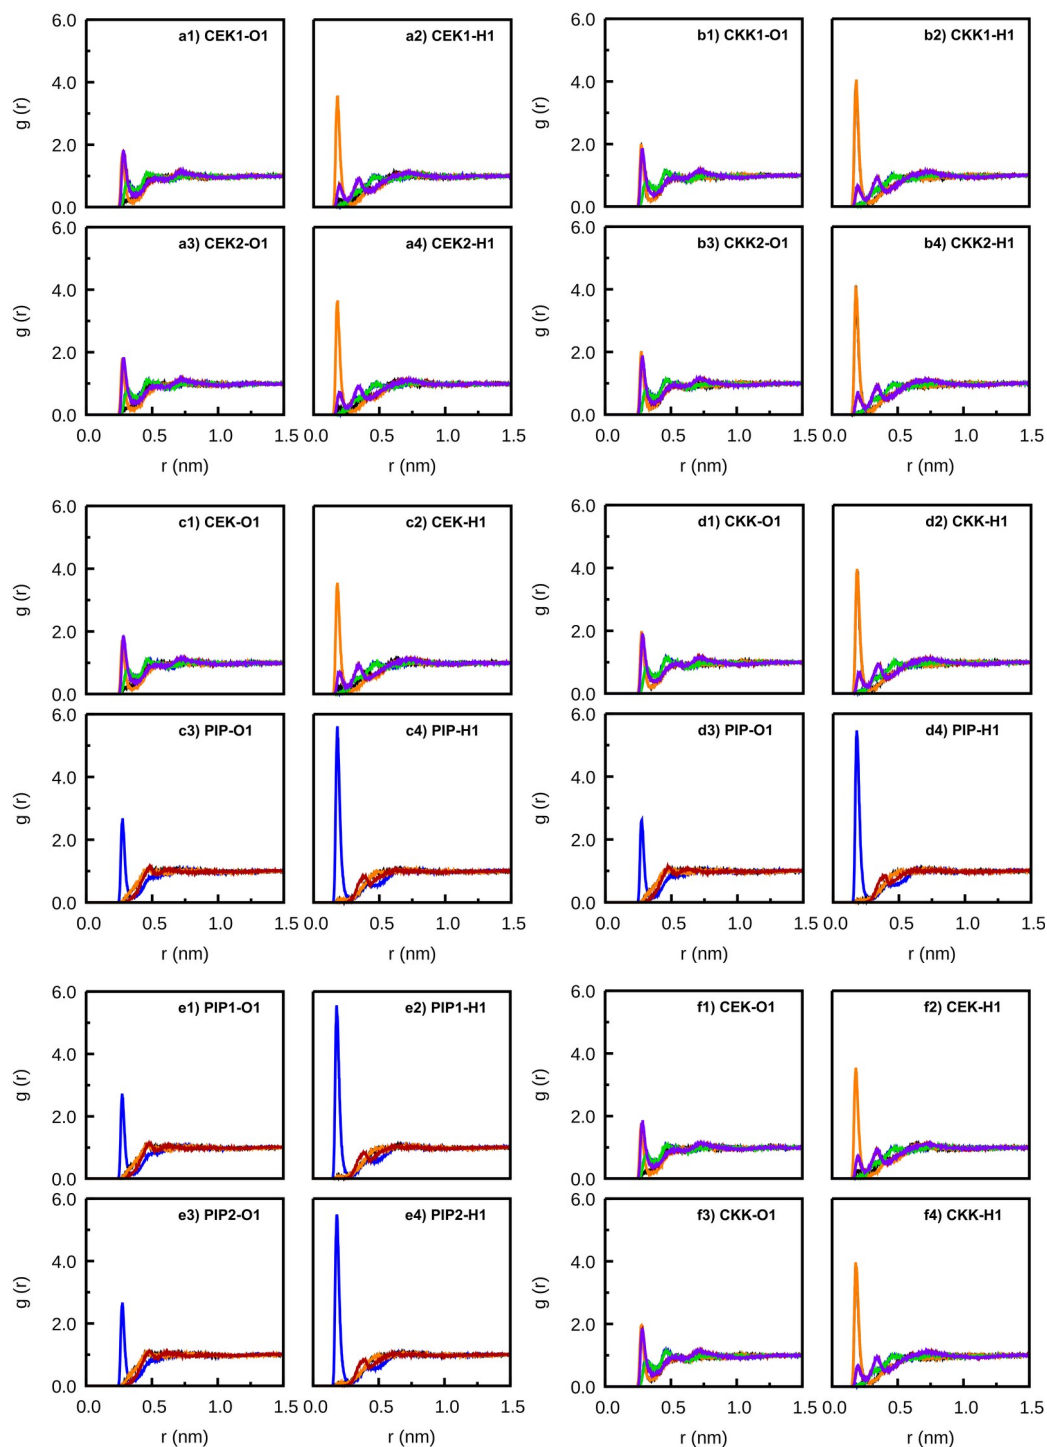 6.0
4.0
2.0
0.0
g (r)
a1) CEK1-O1
a2) CEK1-H1
6.0
4.0
2.0
0.0
g (r)
b1) CKK1-O1
b2) CKK1-H1
6.0
4.0
2.0
0.0
g (r)
a3) CEK2-O1
a4) CEK2-H1
0.0 0.5 1.0 1.5 0.0 0.5 1.0 1.5
r (nm) r (nm)
6.0
4.0
2.0
0.0
g (r)
b3) CKK2-O1
b4) CKK2-H1
0.0 0.5 1.0 1.5 0.0 0.5 1.0 1.5
r (nm) r (nm)
6.0
4.0
2.0
0.0
g (r)
c1) CEK-O1
c2) CEK-H1
6.0
4.0
2.0
0.0
g (r)
d1) CKK-O1
d2) CKK-H1
6.0
4.0
2.0
0.0
g (r)
c3) PIP-O1
c4) PIP-H1
0.0 0.5 1.0 1.5 0.0 0.5 1.0 1.5
r (nm) r (nm)
6.0
4.0
2.0
0.0
g (r)
d3) PIP-O1
d4) PIP-H1
0.0 0.5 1.0 1.5 0.0 0.5 1.0 1.5
r (nm) r (nm)
6.0
4.0
2.0
0.0
g (r)
e1) PIP1-O1
e2) PIP1-H1
6.0
4.0
2.0
0.0
g (r)
f1) CEK-O1
f2) CEK-H1
6.0
4.0
2.0
0.0
g (r)
e3) PIP2-O1
e4) PIP2-H1
0.0 0.5 1.0 1.5 0.0 0.5 1.0 1.5
r (nm) r (nm)
6.0
4.0
2.0
0.0
g (r)
f3) CKK-O1
f4) CKK-H1
0.0 0.5 1.0 1.5 0.0 0.5 1.0 1.5
r (nm) r (nm)